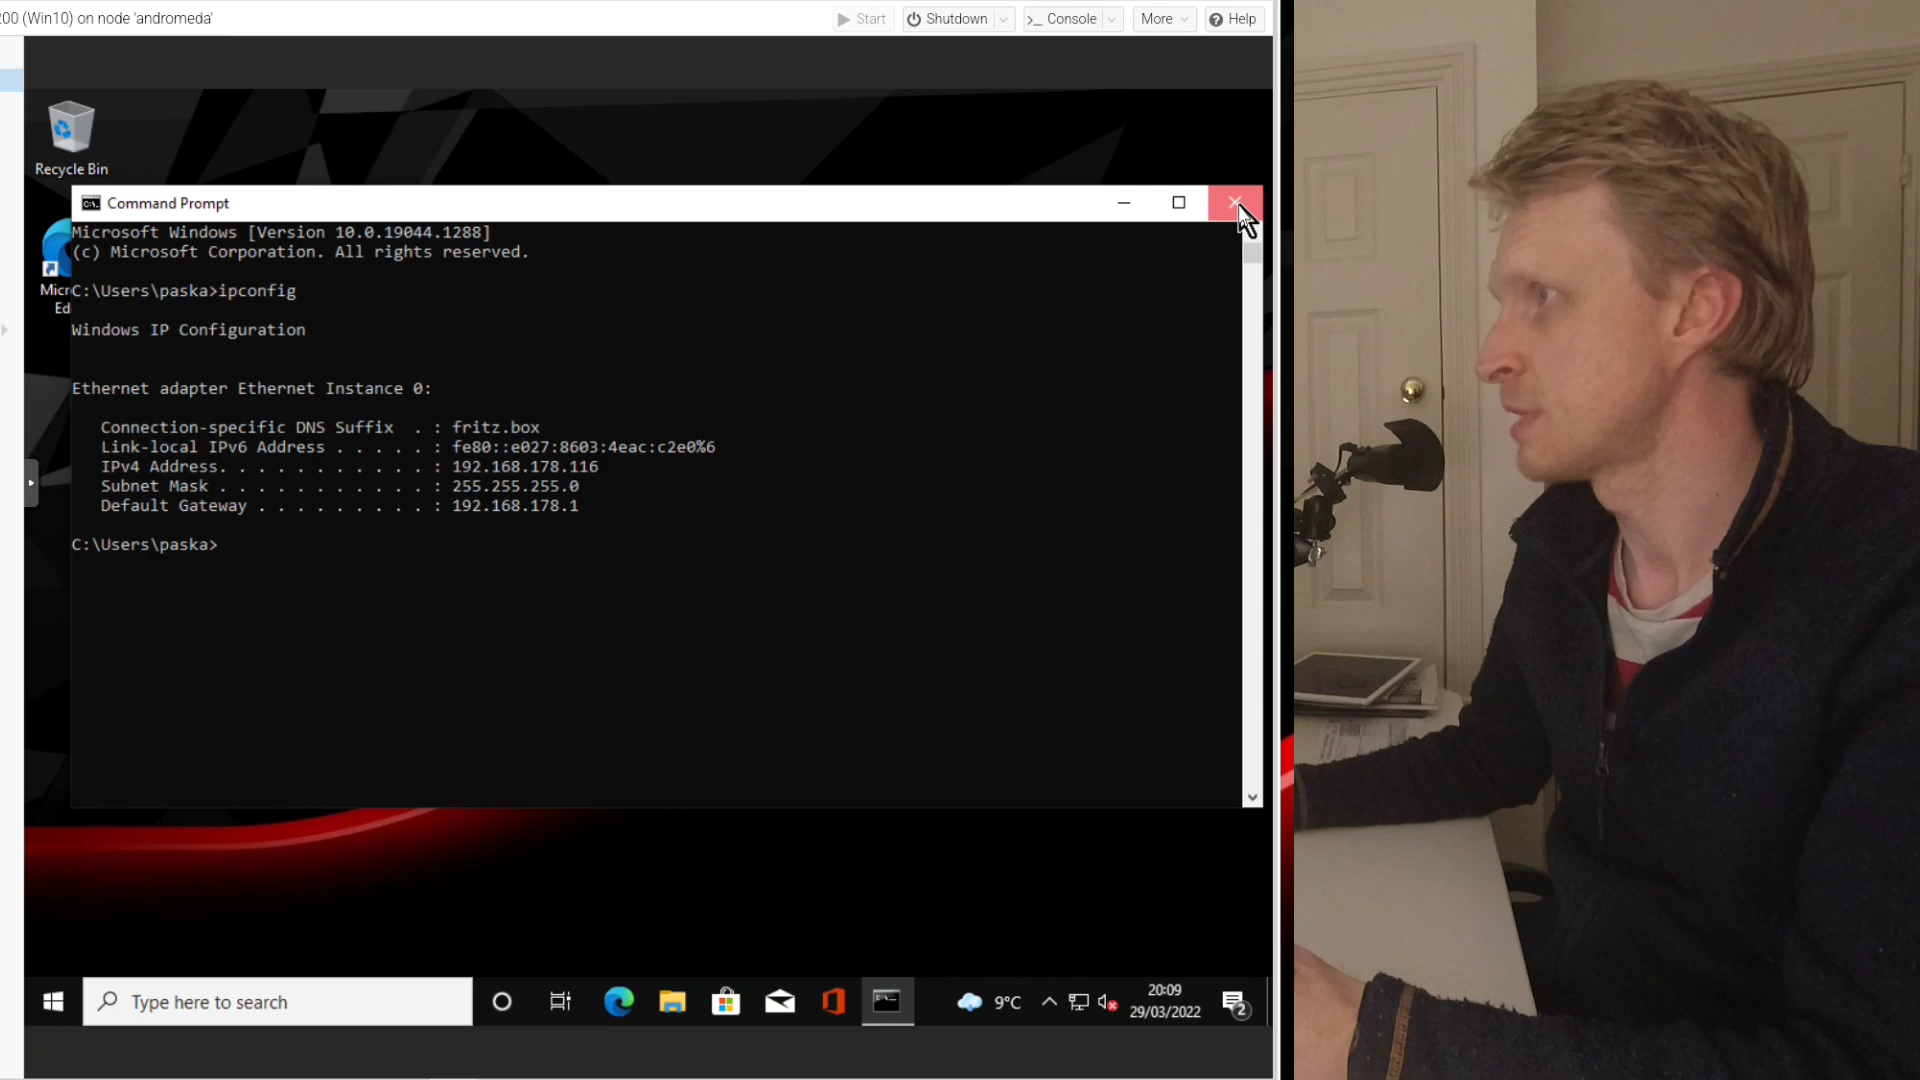 200 (Win10) on node 'andromeda'
Start
Shutdown
>_ Console
More
? Help
Recycle Bin
Command Prompt
Microsoft Windows [Version 10.0.19044.1288]
(c) Microsoft Corporation. All rights reserved.
Micr
Ed
C:\Users\paska>ipconfig
Windows IP Configuration
Ethernet adapter Ethernet Instance 0:
Connection-specific DNS Suffix . : fritz.box
Link-local IPv6 Address . . . . . : fe80::e027:8603:4eac:c2e0%6
IPv4 Address. . . . . . . . . . . : 192.168.178.116
Subnet Mask . . . . . . . . . . . : 255.255.255.0
Default Gateway . . . . . . . . . : 192.168.178.1
C:\Users\paska>
Type here to search
9°C
20:09
29/03/2022
2